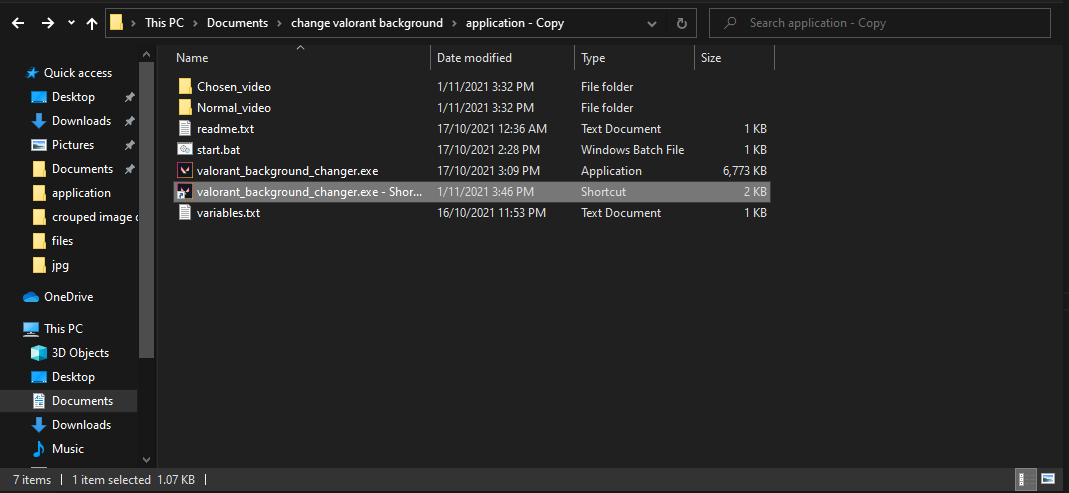 This PC > Documents > change valorant background > application - Copy
Search application - Copy
Name Date modified Type Size
Quick access
Desktop
Downloads
Pictures
Documents
application
crouped image c
files
jpg
OneDrive
This PC
3D Objects
Desktop
Documents
Downloads
Music
Chosen_video 1/11/2021 3:32 PM File folder
Normal_video 1/11/2021 3:32 PM File folder
readme.txt 17/10/2021 12:36 AM Text Document 1 KB
start.bat 17/10/2021 2:28 PM Windows Batch File 1 KB
valorant_background_changer.exe 17/10/2021 3:09 PM Application 6,773 KB
valorant_background_changer.exe - Shor... 1/11/2021 3:46 PM Shortcut 2 KB
variables.txt 16/10/2021 11:53 PM Text Document 1 KB
7 items | 1 item selected 1.07 KB |